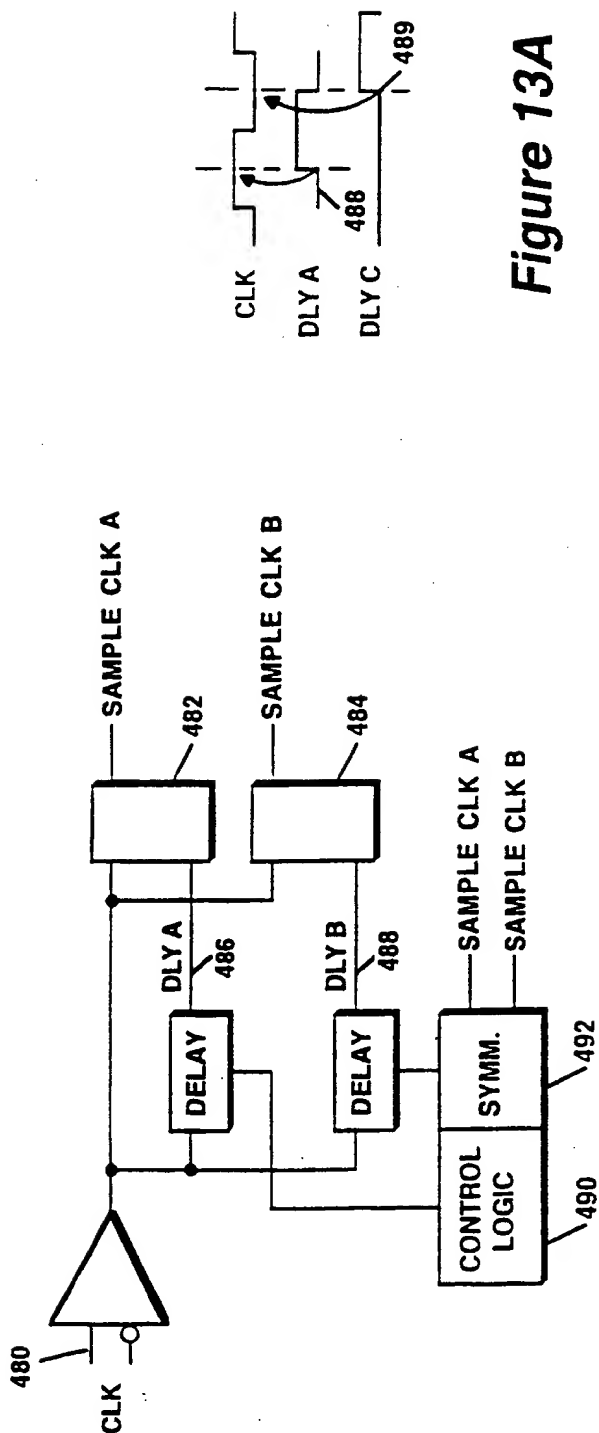 480
CLK
SAMPLE CLK A
482
DLY A
486
DELAY
SAMPLE CLK B
484
DLY B
488
DELAY
CONTROL
LOGIC
490
SYMM.
492
SAMPLE CLK A
SAMPLE CLK B
CLK
DLY A
488
489
DLY C
Figure 13A